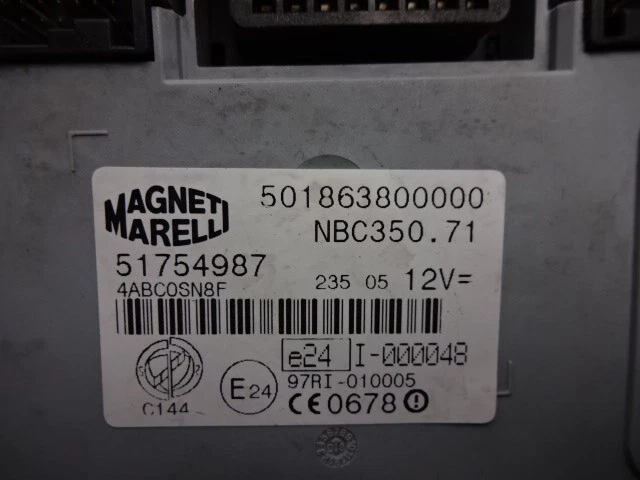 MAGNETI
MARELLI
501863800000
NBC350.71
51754987
235 05 12V=
4ABC0SN8F
e24 I-000048
97RI-010005
E24
C144
CE0678